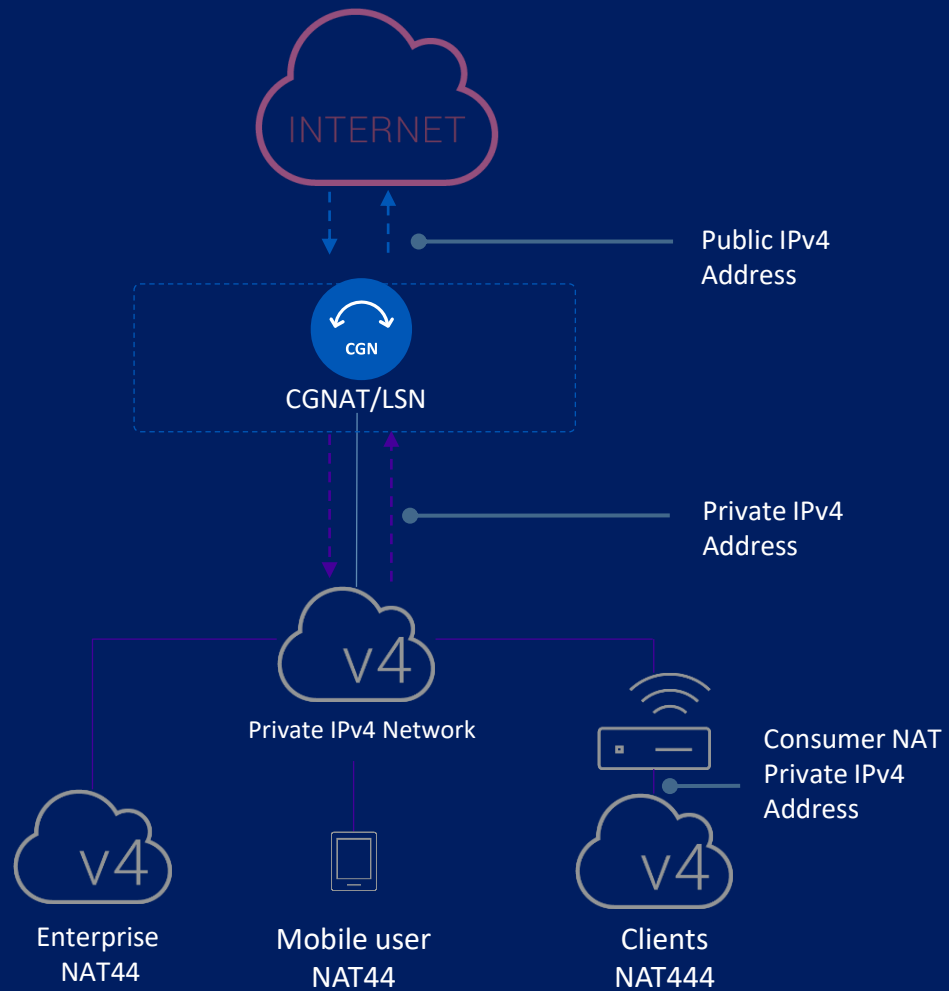 INTERNET
Public IPv4
Address
CGN
CGNAT/LSN
Private IPv4
Address
v4
Private IPv4 Network
Consumer NAT
Private IPv4
Address
v4
v4
Enterprise
NAT44
Mobile user
NAT44
Clients
NAT444